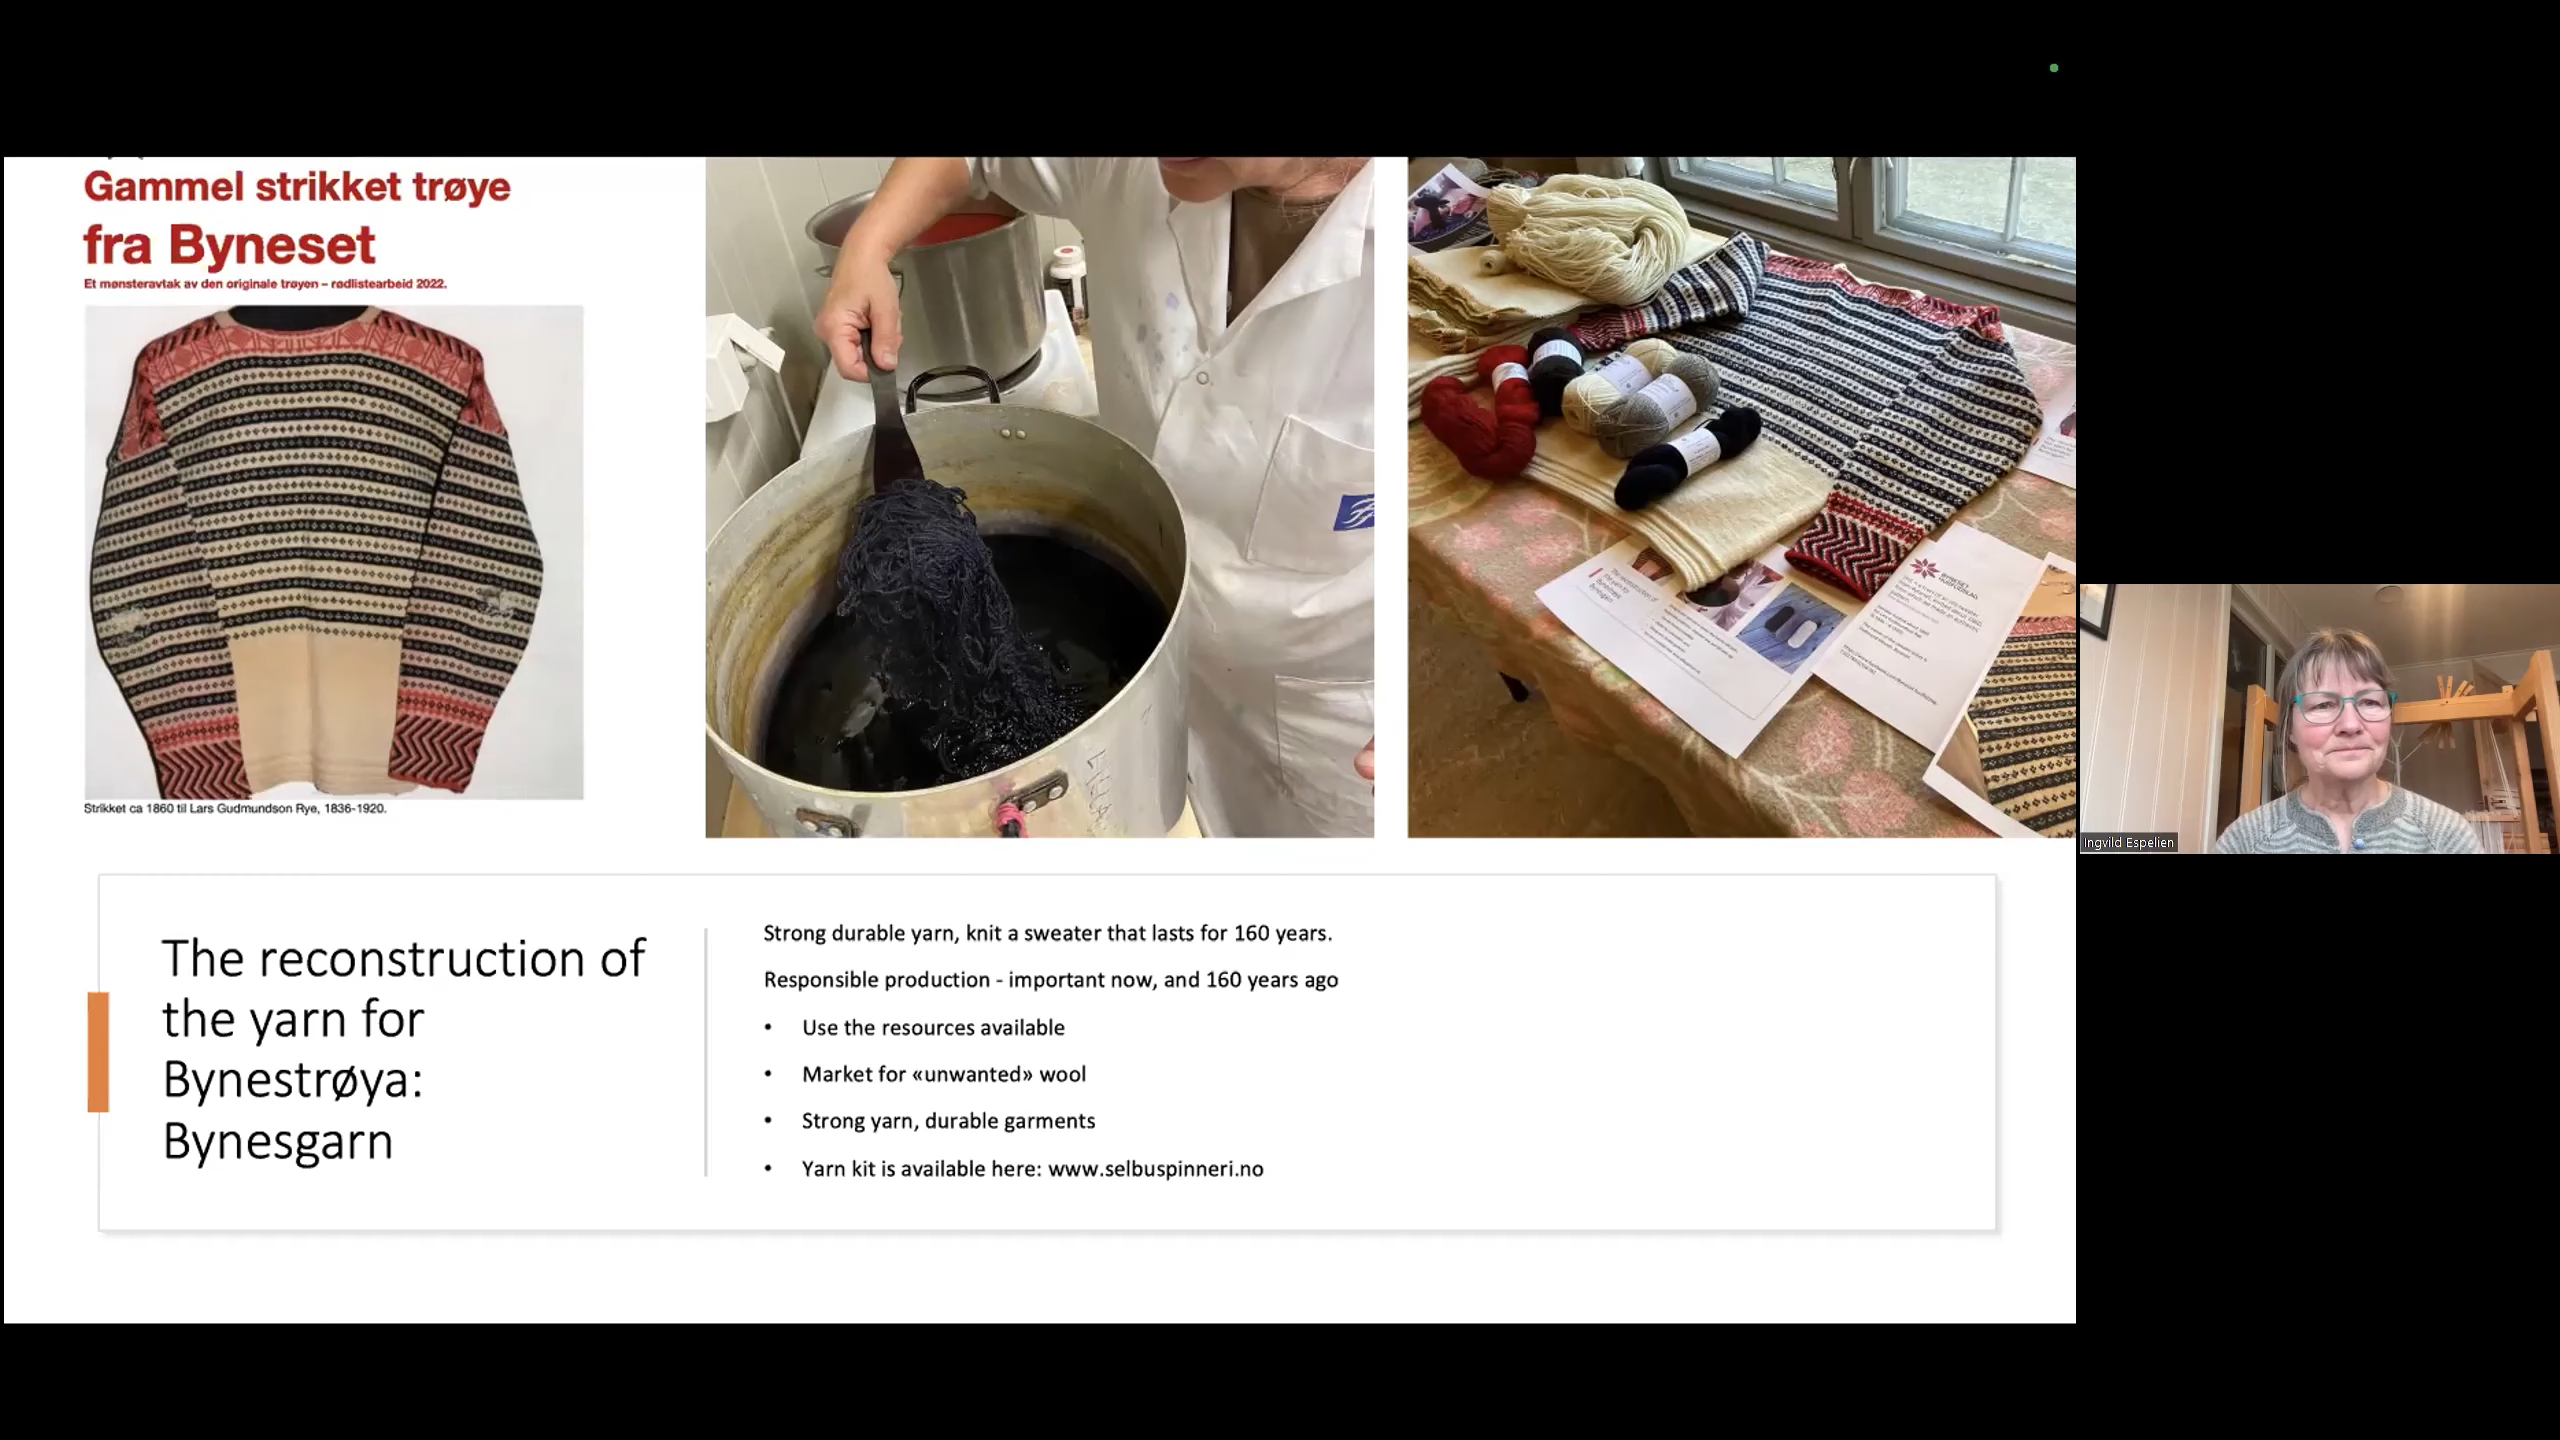 Gammel strikket trøye
fra Byneset
Et mønsteravtak av den originale trøyen – rødlistearbeid 2022.
Strikket ca 1860 til Lars Gudmundson Rye, 1836-1920.
Ingvild Espelien
The reconstruction of
the yarn for
Bynestrøya:
Bynesgarn
Strong durable yarn, knit a sweater that lasts for 160 years.
Responsible production - important now, and 160 years ago
• Use the resources available
• Market for «unwanted» wool
• Strong yarn, durable garments
• Yarn kit is available here: www.selbuspinneri.no